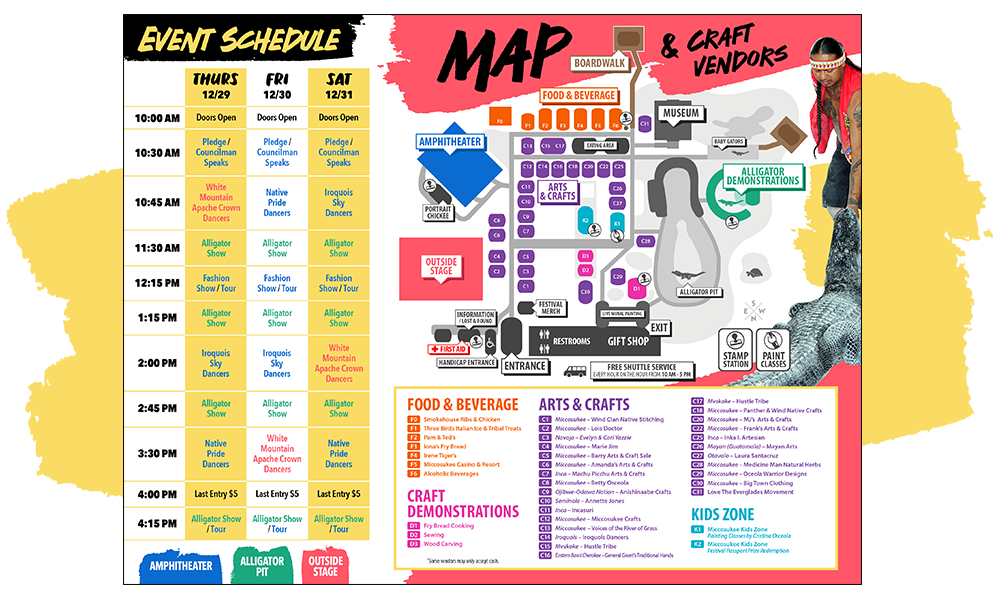 EVENT SCHEDULE
THURS
12/29
FRI
12/30
SAT
12/31
10:00 AM
Doors Open
Doors Open
Doors Open
10:30 AM
Pledge /
Councilman
Speaks
Pledge /
Councilman
Speaks
Pledge /
Councilman
Speaks
10:45 AM
White
Mountain
Apache Crown
Dancers
Native
Pride
Dancers
Iroquois
Sky
Dancers
11:30 AM
Alligator
Show
Alligator
Show
Alligator
Show
12:15 PM
Fashion
Show / Tour
Fashion
Show / Tour
Fashion
Show / Tour
1:15 PM
Alligator
Show
Alligator
Show
Alligator
Show
2:00 PM
Iroquois
Sky
Dancers
Iroquois
Sky
Dancers
White
Mountain
Apache Crown
Dancers
2:45 PM
Alligator
Show
Alligator
Show
Alligator
Show
3:30 PM
Native
Pride
Dancers
White
Mountain
Apache Crown
Dancers
Native
Pride
Dancers
4:00 PM
Last Entry $5
Last Entry $5
Last Entry $5
4:15 PM
Alligator Show
/ Tour
Alligator Show
/ Tour
Alligator Show
/ Tour
AMPHITHEATER
ALLIGATOR
PIT
OUTSIDE
STAGE
MAP
& CRAFT
VENDORS
BOARDWALK
FOOD & BEVERAGE
F0
F1
F2
F3
F4
F5
F6
C31
MUSEUM
AMPHITHEATER
C13
C15
C17
EATING AREA
BABY GATORS
C12
C14
C16
C18
C20
C22
C25
ALLIGATOR
DEMONSTRATIONS
C11
C10
ARTS
& CRAFTS
C26
C27
PORTRAIT
CHICKEE
C8
C6
C9
C7
K2
K1
C28
OUTSIDE
STAGE
C4
C2
C5
C3
C1
D3
D2
C29
C30
D1
ALLIGATOR PIT
FESTIVAL
MERCH
LIVE MURAL PAINTING
INFORMATION
/ LOST & FOUND
FIRST AID
HANDICAP ENTRANCE
ENTRANCE
RESTROOMS
GIFT SHOP
EXIT
S
E
W
N
STAMP
STATION
PAINT
CLASSES
FREE SHUTTLE SERVICE
EVERY HOUR ON THE HOUR FROM 10 AM - 5 PM
FOOD & BEVERAGE
F0 Smokehouse Ribs & Chicken
F1 Three Birds Italian Ice & Tribal Treats
F2 Pam & Ted's
F3 Iona's Fry Bread
F4 Irene Tiger's
F5 Miccosukee Casino & Resort
F6 Alcoholic Beverages
CRAFT
DEMONSTRATIONS
D1 Fry Bread Cooking
D2 Sewing
D3 Wood Carving
*Some vendors may only accept cash.
ARTS & CRAFTS
C1 Miccosukee – Wind Clan Native Stitching
C2 Miccosukee – Lois Doctor
C3 Navajo – Evelyn & Carl Yazzie
C4 Miccosukee – Marie Jim
C5 Miccosukee – Barry Arts & Craft Sale
C6 Miccosukee – Amanda's Arts & Crafts
C7 Inca – Machu Picchu Arts & Crafts
C8 Miccosukee – Betty Osceola
C9 Ojibwe-Odawa Nation – Anishinaabe Crafts
C10 Seminole – Annette Jones
C11 Inca – Incasuri
C12 Miccosukee – Miccosukee Crafts
C13 Miccosukee – Voices of the River of Grass
C14 Iroquois – Iroquois Dancers
C15 Mvskoke – Hustle Tribe
C16 Eastern Band Cherokee – General Grant's Traditional Hands
C17 Mvskoke – Hustle Tribe
C18 Miccosukee – Panther & Wind Native Crafts
C20 Miccosukee – MJ's Arts & Crafts
C22 Miccosukee – Frank's Arts & Crafts
C25 Inca – Inka I. Artesian
C26 Mayan (Guatemala) – Mayan Arts
C27 Otavalo – Laura Santacruz
C28 Miccosukee – Medicine Man Natural Herbs
C29 Miccosukee – Oceola Warrior Designs
C30 Miccosukee – Big Town Clothing
C31 Love The Everglades Movement
KIDS ZONE
K1 Miccosukee Kids Zone
Painting Classes by Cristina Osceola
K2 Miccosukee Kids Zone
Festival Passport Prize Redemption